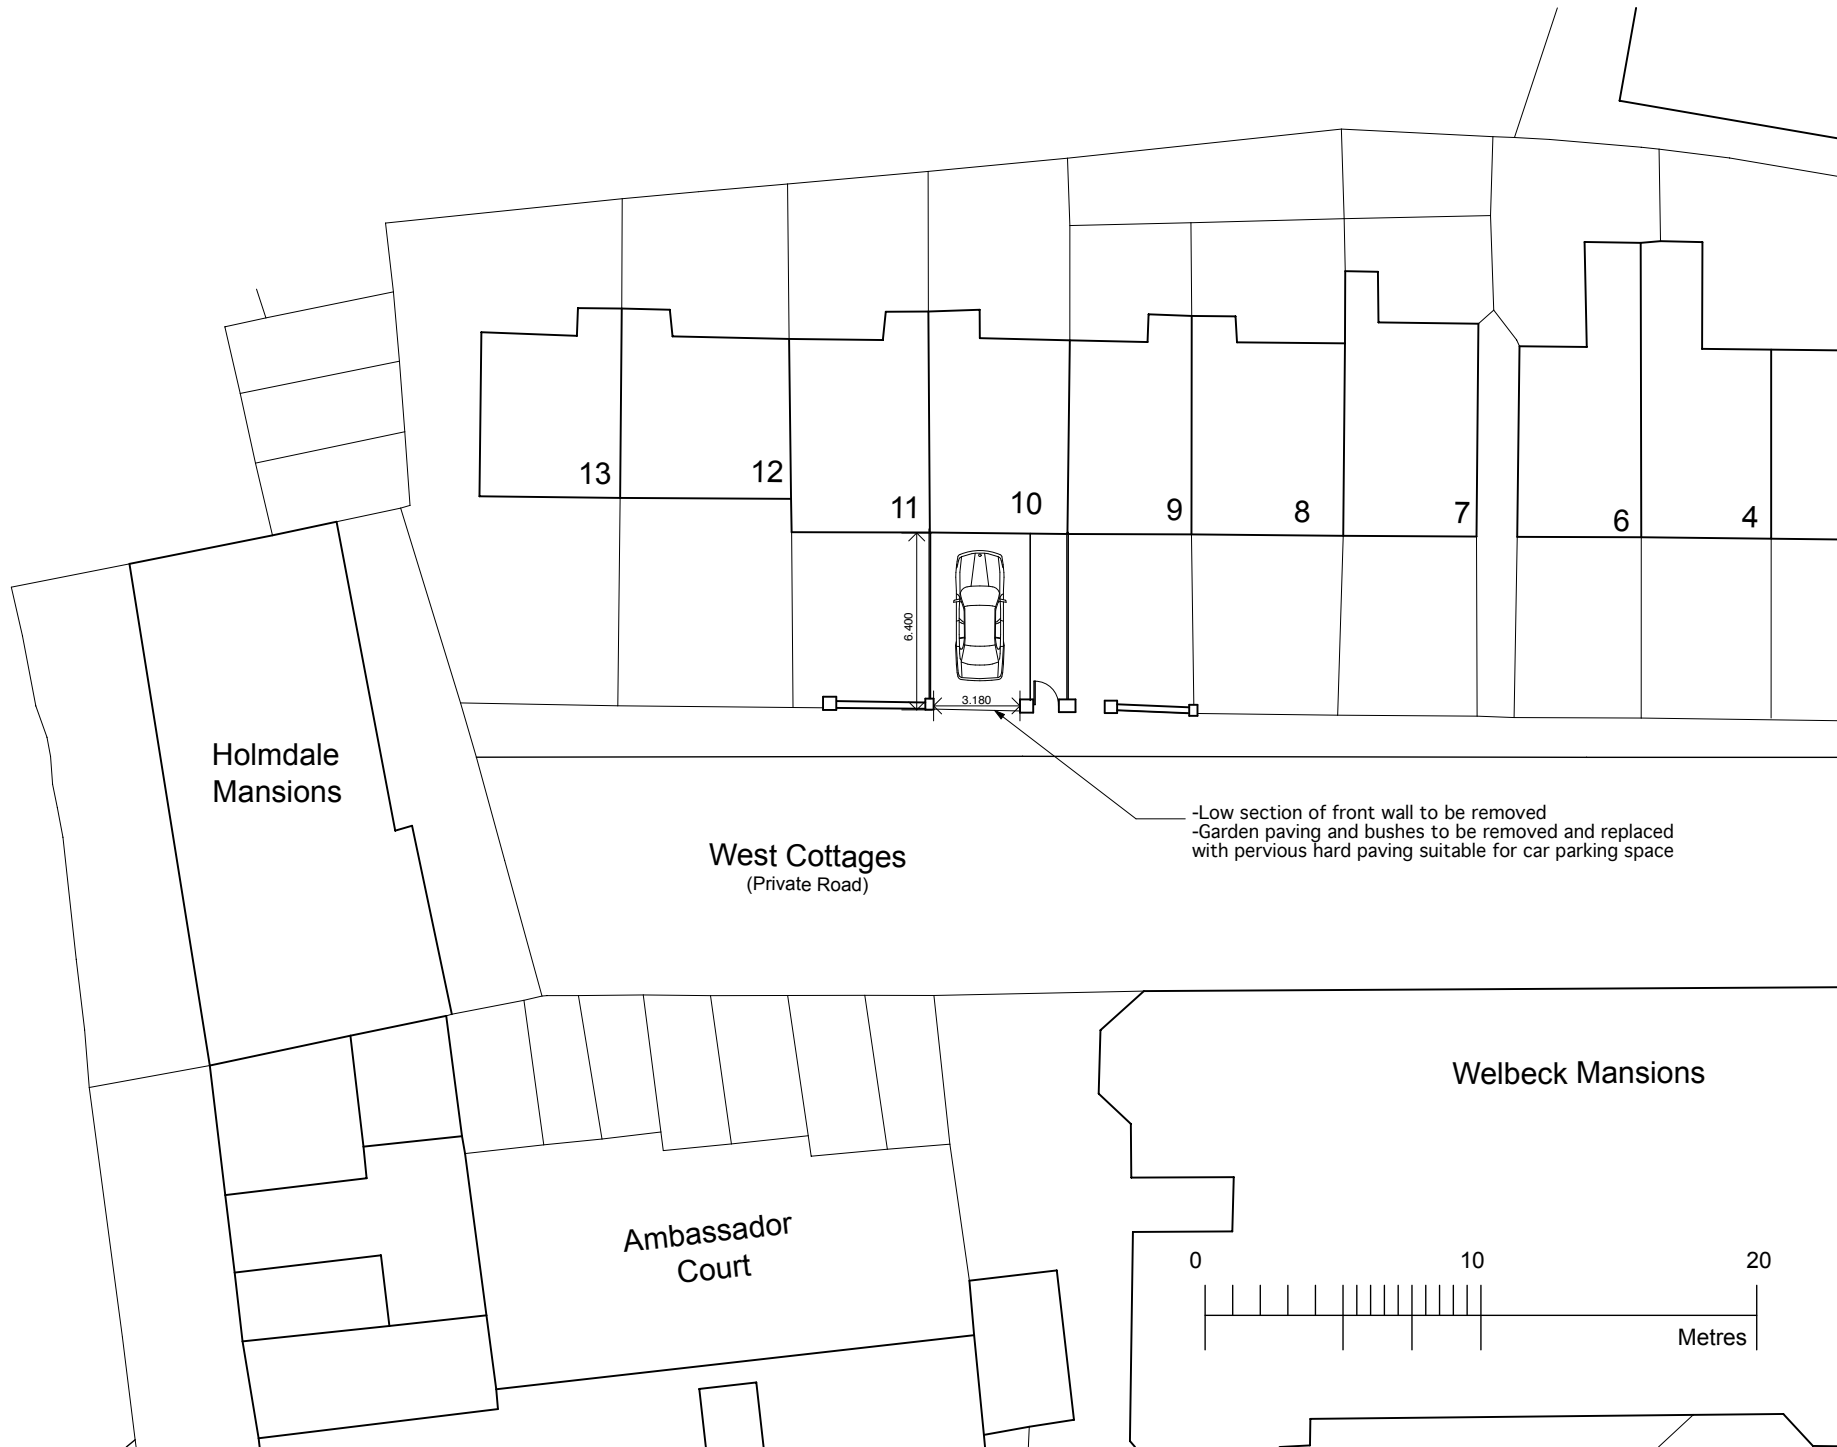 13
12
11
10
9
8
7
6
4
6.400
3.180
Holmdale
Mansions
-Low section of front wall to be removed
-Garden paving and bushes to be removed and replaced
with pervious hard paving suitable for car parking space
West Cottages
(Private Road)
Welbeck Mansions
Ambassador
Court
0 10 20
Metres